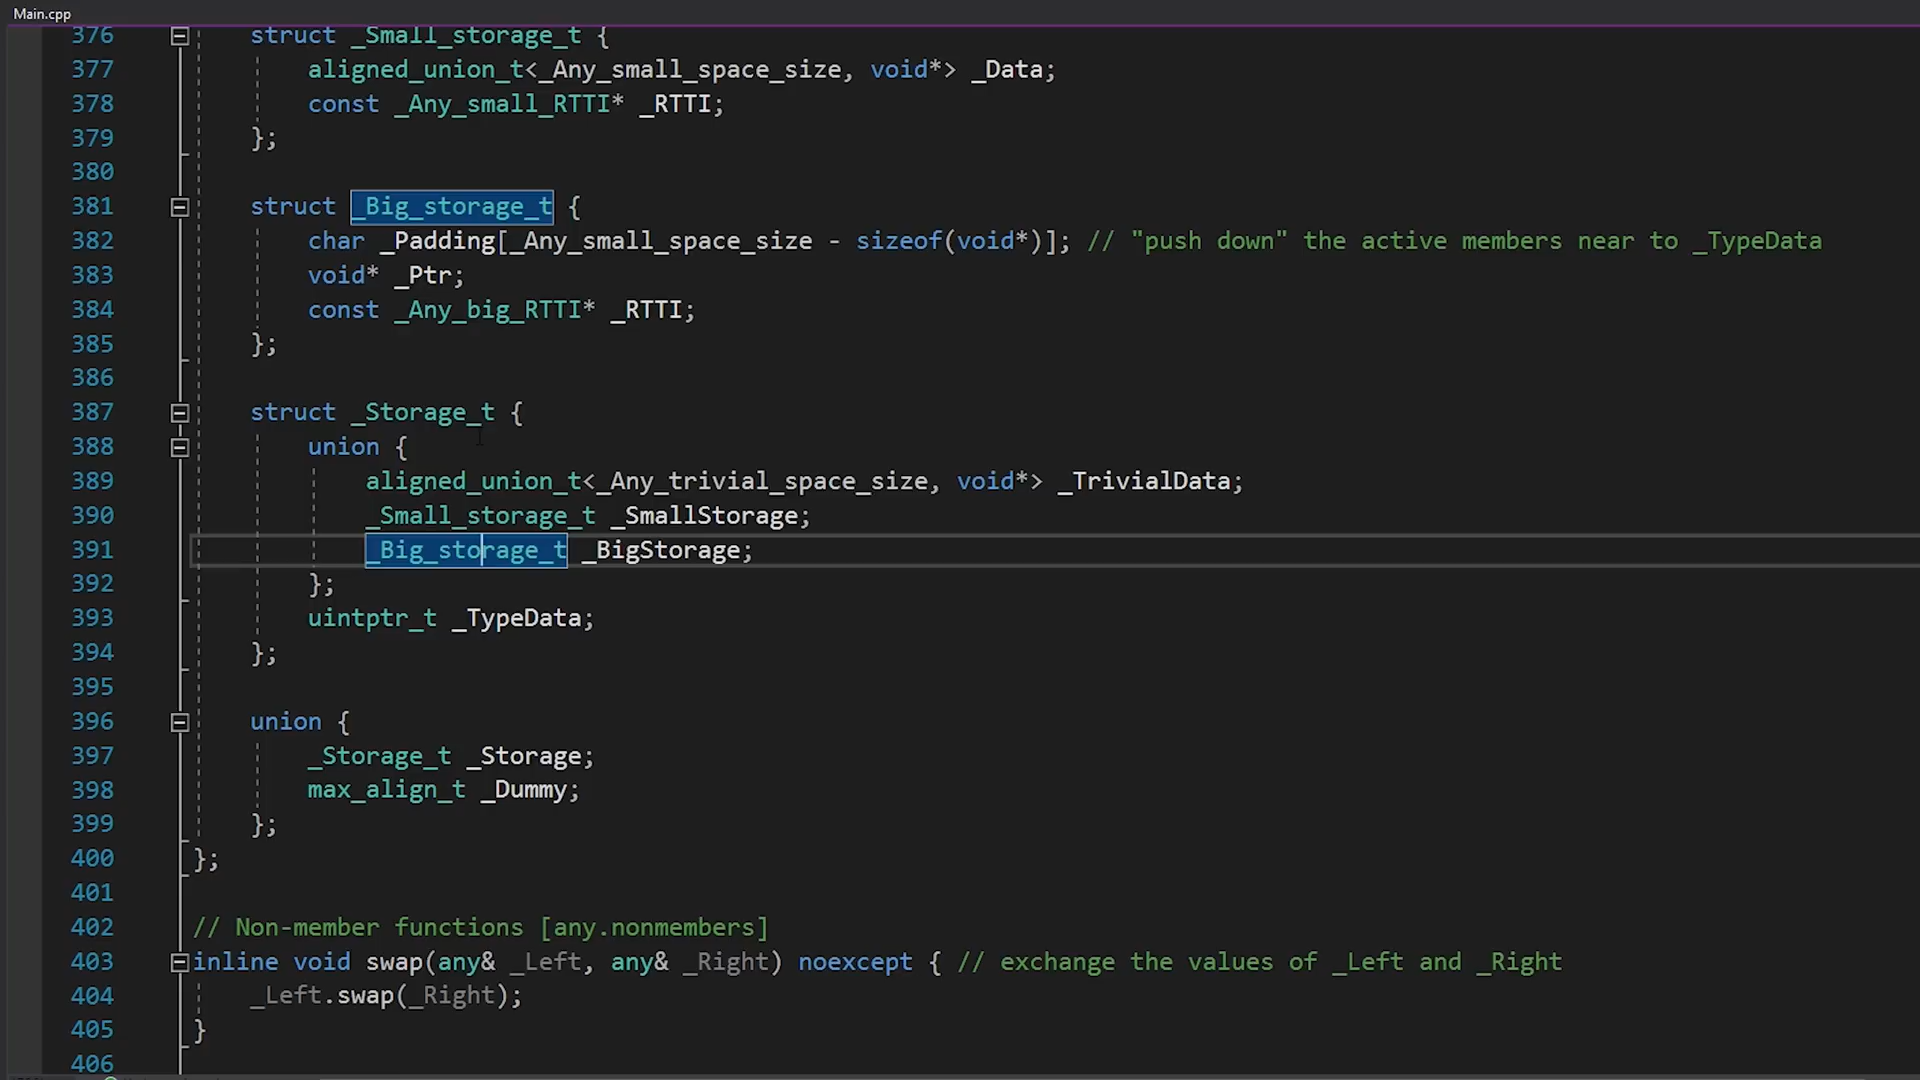 Main.cpp
376 struct _Small_storage_t {
377 aligned_union_t<_Any_small_space_size, void*> _Data;
378 const _Any_small_RTTI* _RTTI;
379 };
380
381 struct _Big_storage_t {
382 char _Padding[_Any_small_space_size - sizeof(void*)]; // "push down" the active members near to _TypeData
383 void* _Ptr;
384 const _Any_big_RTTI* _RTTI;
385 };
386
387 struct _Storage_t {
388 union {
389 aligned_union_t<_Any_trivial_space_size, void*> _TrivialData;
390 _Small_storage_t _SmallStorage;
391 _Big_storage_t _BigStorage;
392 };
393 uintptr_t _TypeData;
394 };
395
396 union {
397 _Storage_t _Storage;
398 max_align_t _Dummy;
399 };
400 };
401
402 // Non-member functions [any.nonmembers]
403 inline void swap(any& _Left, any& _Right) noexcept { // exchange the values of _Left and _Right
404 _Left.swap(_Right);
405 }
406